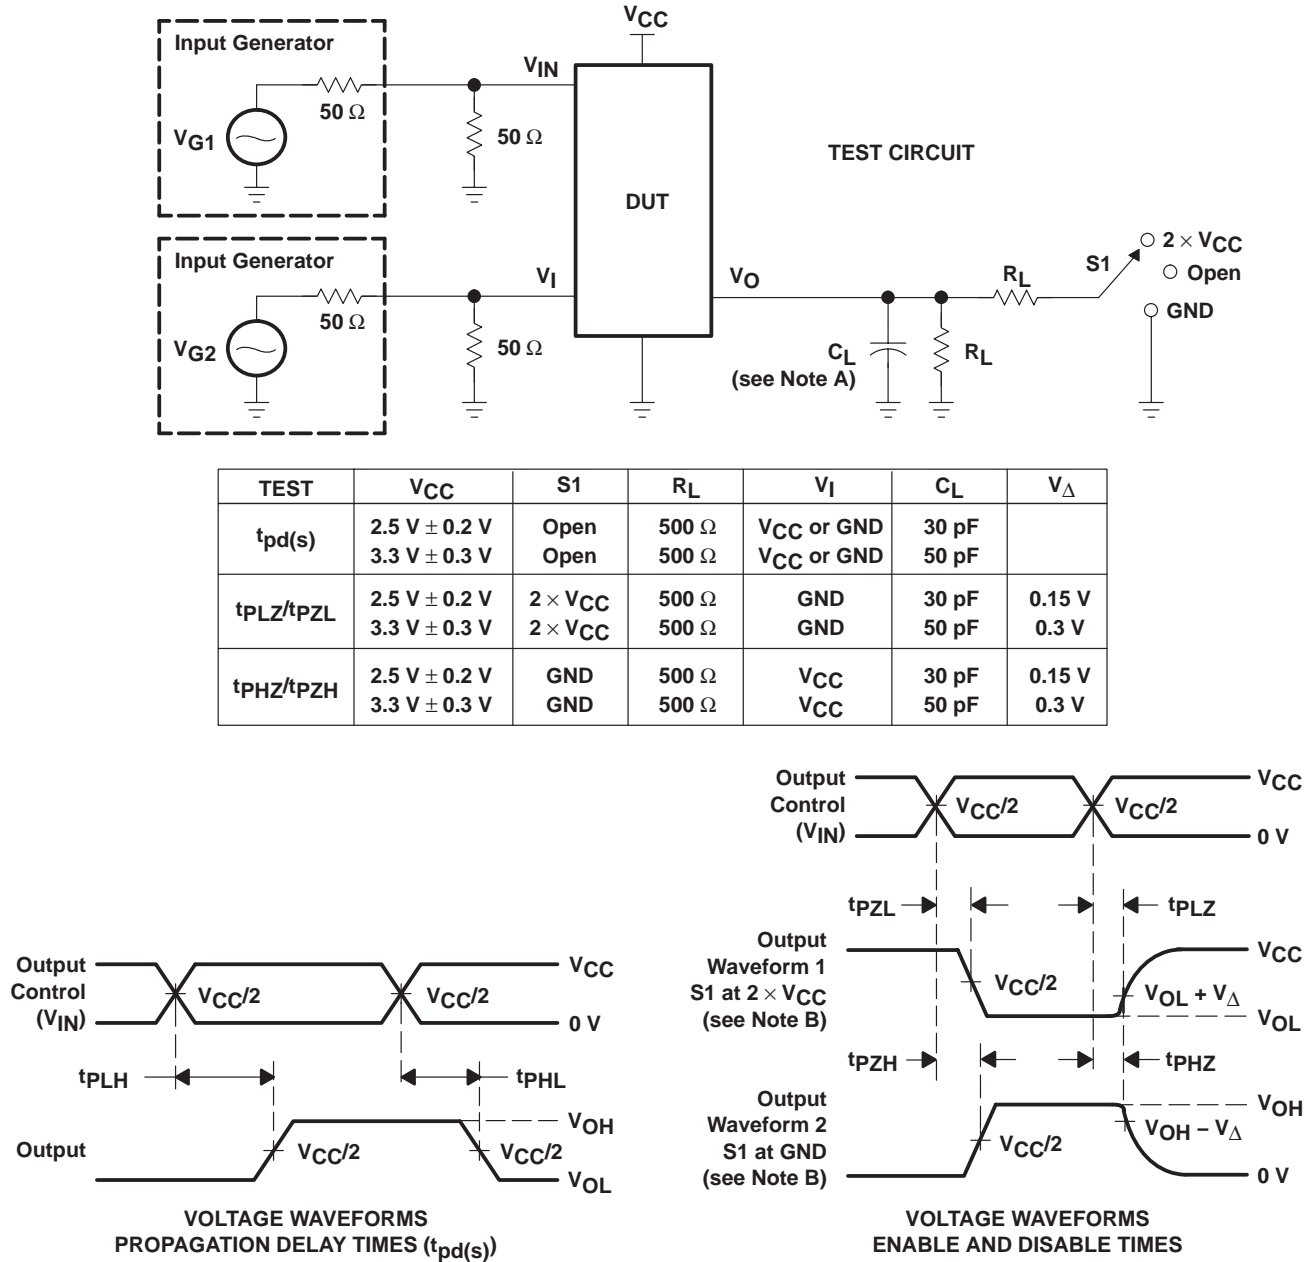 VCC
Input Generator
VIN
50 Ω
VG1
50 Ω
TEST CIRCUIT
DUT
Input Generator
VI
50 Ω
VG2
50 Ω
VO
CL
(see Note A)
RL
RL
S1
2 × VCC
Open
GND
TEST VCC S1 RL VI CL VΔ
tpd(s) 2.5 V ± 0.2 V Open 500 Ω VCC or GND 30 pF
3.3 V ± 0.3 V Open 500 Ω VCC or GND 50 pF
tPLZ/tPZL 2.5 V ± 0.2 V 2 × VCC 500 Ω GND 30 pF 0.15 V
3.3 V ± 0.3 V 2 × VCC 500 Ω GND 50 pF 0.3 V
tPHZ/tPZH 2.5 V ± 0.2 V GND 500 Ω VCC 30 pF 0.15 V
3.3 V ± 0.3 V GND 500 Ω VCC 50 pF 0.3 V
Output
Control
(VIN)
VCC/2
VCC/2
VCC
0 V
tPLH
tPHL
Output
VCC/2
VCC/2
VOH
VOL
VOLTAGE WAVEFORMS
PROPAGATION DELAY TIMES (tpd(s))
Output
Control
(VIN)
VCC/2
VCC/2
VCC
0 V
tPZL
tPLZ
Output
Waveform 1
S1 at 2 × VCC
(see Note B)
VCC/2
VCC
VOL + VΔ
VOL
tPZH
tPHZ
Output
Waveform 2
S1 at GND
(see Note B)
VCC/2
VOH
VOH − VΔ
0 V
VOLTAGE WAVEFORMS
ENABLE AND DISABLE TIMES